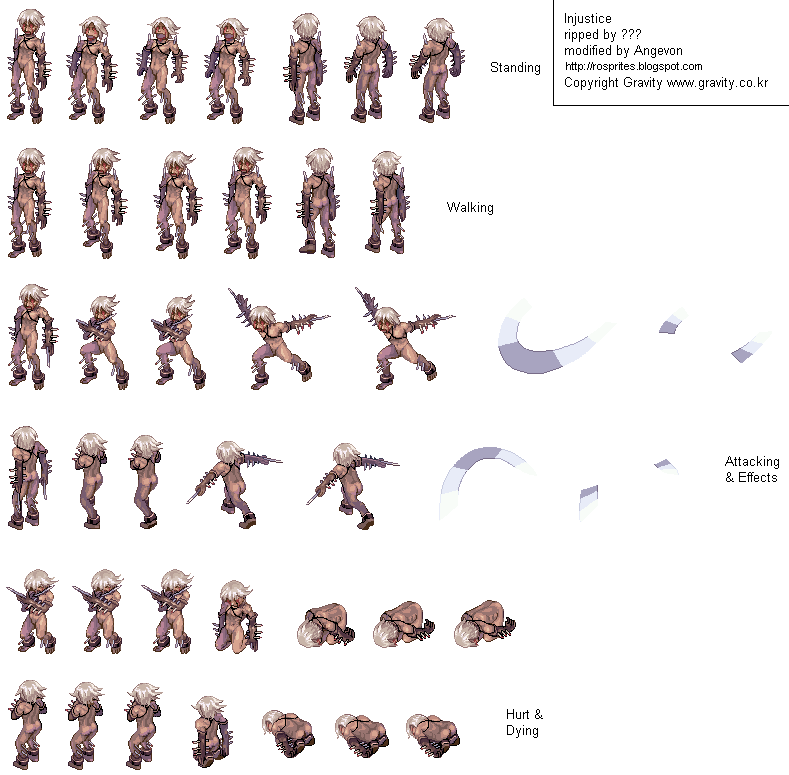 Injustice
ripped by ???
modified by Angevon
http://rosprites.blogspot.com
Copyright Gravity www.gravity.co.kr
Standing
Walking
Attacking
& Effects
Hurt &
Dying